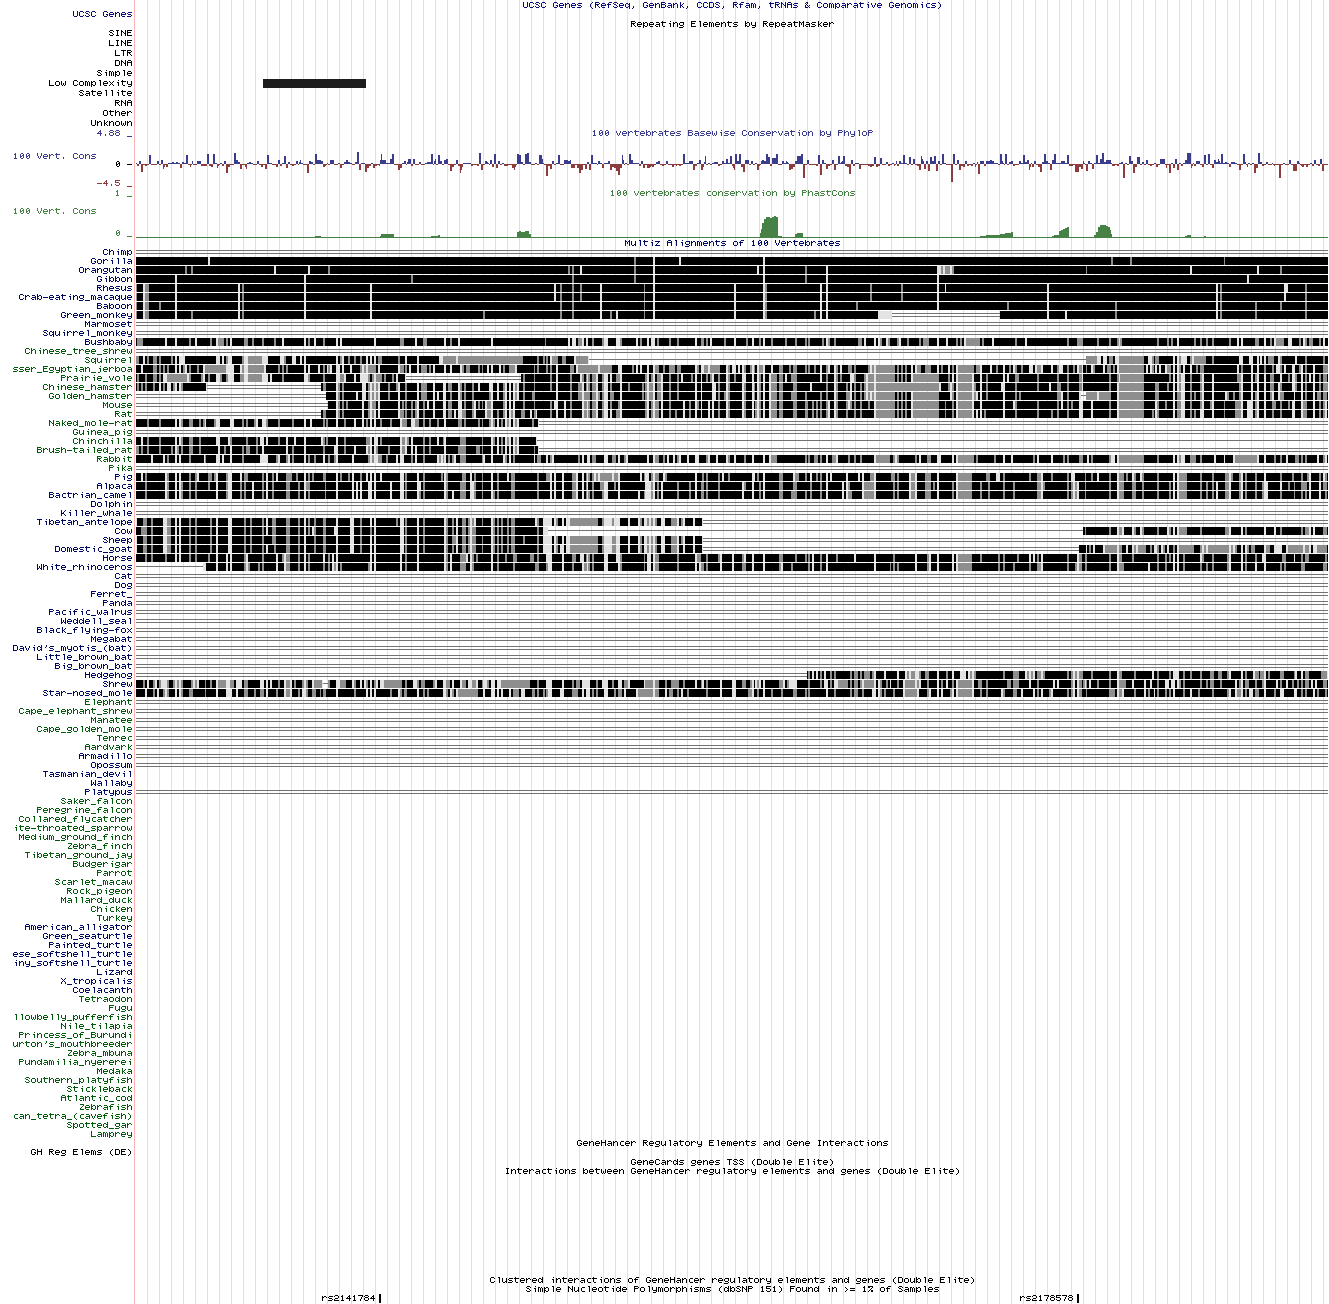 UCSC Genes (RefSeq, GenBank, CCDS, Rfam, tRNAs & Comparative Genomics)
UCSC Genes
Repeating Elements by RepeatMasker
SINE
LINE
LTR
DNA
Simple
Low Complexity
Satellite
RNA
Other
Unknown
4.88 _
100 vertebrates Basewise Conservation by PhyloP
100 Vert. Cons
0 _
-4.5 _
1 _
100 vertebrates conservation by PhastCons
100 Vert. Cons
0 _
Multiz Alignments of 100 Vertebrates
Chimp
Gorilla
Orangutan
Gibbon
Rhesus
Crab-eating_macaque
Baboon
Green_monkey
Marmoset
Squirrel_monkey
Bushbaby
Chinese_tree_shrew
Squirrel
sser_Egyptian_jerboa
Prairie_vole
Chinese_hamster
Golden_hamster
Mouse
Rat
Naked_mole-rat
Guinea_pig
Chinchilla
Brush-tailed_rat
Rabbit
Pika
Pig
Alpaca
Bactrian_camel
Dolphin
Killer_whale
Tibetan_antelope
Cow
Sheep
Domestic_goat
Horse
White_rhinoceros
Cat
Dog
Ferret_
Panda
Pacific_walrus
Weddell_seal
Black_flying-fox
Megabat
David's_myotis_(bat)
Little_brown_bat
Big_brown_bat
Hedgehog
Shrew
Star-nosed_mole
Elephant
Cape_elephant_shrew
Manatee
Cape_golden_mole
Tenrec
Aardvark
Armadillo
Opossum
Tasmanian_devil
Wallaby
Platypus
Saker_falcon
Peregrine_falcon
Collared_flycatcher
ite-throated_sparrow
Medium_ground_finch
Zebra_finch
Tibetan_ground_jay
Budgerigar
Parrot
Scarlet_macaw
Rock_pigeon
Mallard_duck
Chicken
Turkey
American_alligator
Green_seaturtle
Painted_turtle
ese_softshell_turtle
iny_softshell_turtle
Lizard
X_tropicalis
Coelacanth
Tetraodon
Fugu
llowbelly_pufferfish
Nile_tilapia
Princess_of_Burundi
urton's_mouthbreeder
Zebra_mbuna
Pundamilia_nyererei
Medaka
Southern_platyfish
Stickleback
Atlantic_cod
Zebrafish
can_tetra_(cavefish)
Spotted_gar
Lamprey
GeneHancer Regulatory Elements and Gene Interactions
GH Reg Elems (DE)
GeneCards genes TSS (Double Elite)
Interactions between GeneHancer regulatory elements and genes (Double Elite)
Clustered interactions of GeneHancer regulatory elements and genes (Double Elite)
Simple Nucleotide Polymorphisms (dbSNP 151) Found in >= 1% of Samples
rs2141784 rs2178578